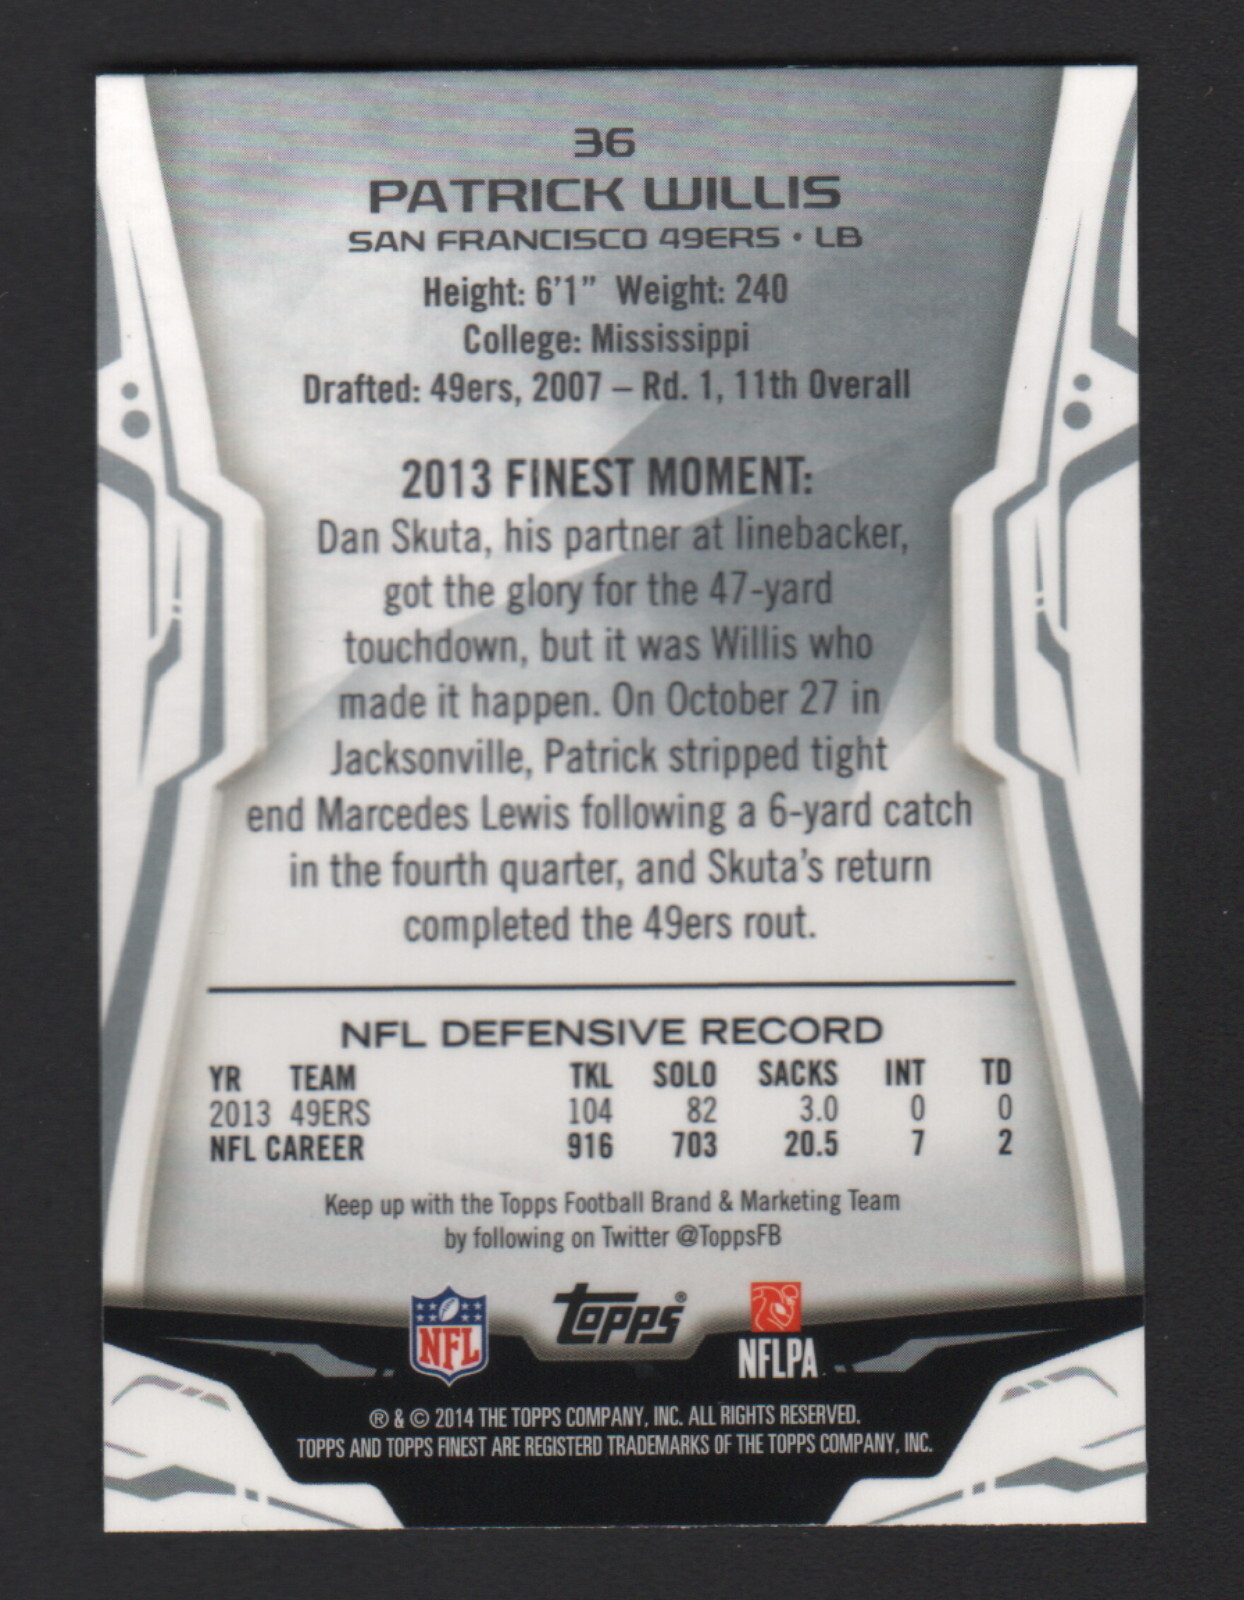 36
PATRICK WILLIS
SAN FRANCISCO 49ERS • LB
Height: 6'1” Weight: 240
College: Mississippi
Drafted: 49ers, 2007 – Rd. 1, 11th Overall
2013 FINEST MOMENT:
Dan Skuta, his partner at linebacker,
got the glory for the 47-yard
touchdown, but it was Willis who
made it happen. On October 27 in
Jacksonville, Patrick stripped tight
end Marcedes Lewis following a 6-yard catch
in the fourth quarter, and Skuta's return
completed the 49ers rout.
NFL DEFENSIVE RECORD
YR TEAM TKL SOLO SACKS INT TD
2013 49ERS 104 82 3.0 0 0
NFL CAREER 916 703 20.5 7 2
Keep up with the Topps Football Brand & Marketing Team
by following on Twitter @ToppsFB
NFL topps® NFLPA
® & © 2014 THE TOPPS COMPANY, INC. ALL RIGHTS RESERVED.
TOPPS AND TOPPS FINEST ARE REGISTERD TRADEMARKS OF THE TOPPS COMPANY, INC.